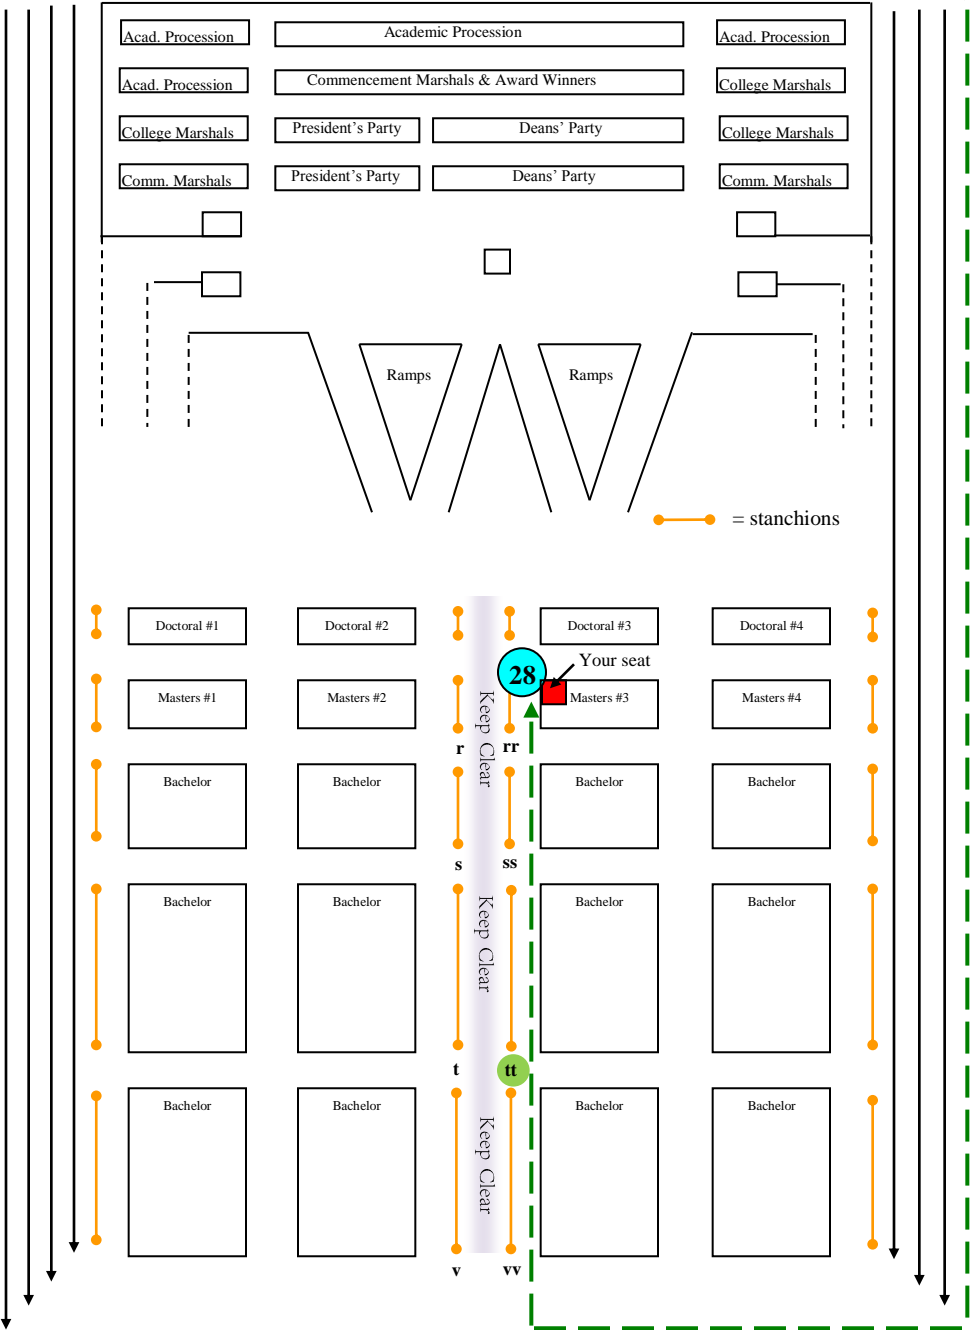 Acad. Procession
Academic Procession
Acad. Procession
Acad. Procession
Commencement Marshals & Award Winners
College Marshals
College Marshals
President’s Party
Deans’ Party
College Marshals
Comm. Marshals
President’s Party
Deans’ Party
Comm. Marshals
Ramps
Ramps
= stanchions
Doctoral #1
Doctoral #2
Doctoral #3
Doctoral #4
28
Your seat
Masters #1
Masters #2
Keep Clear
Masters #3
Masters #4
r
rr
Bachelor
Bachelor
Bachelor
Bachelor
s
ss
Bachelor
Bachelor
Keep Clear
Bachelor
Bachelor
t
tt
Bachelor
Bachelor
Keep Clear
Bachelor
Bachelor
v
vv